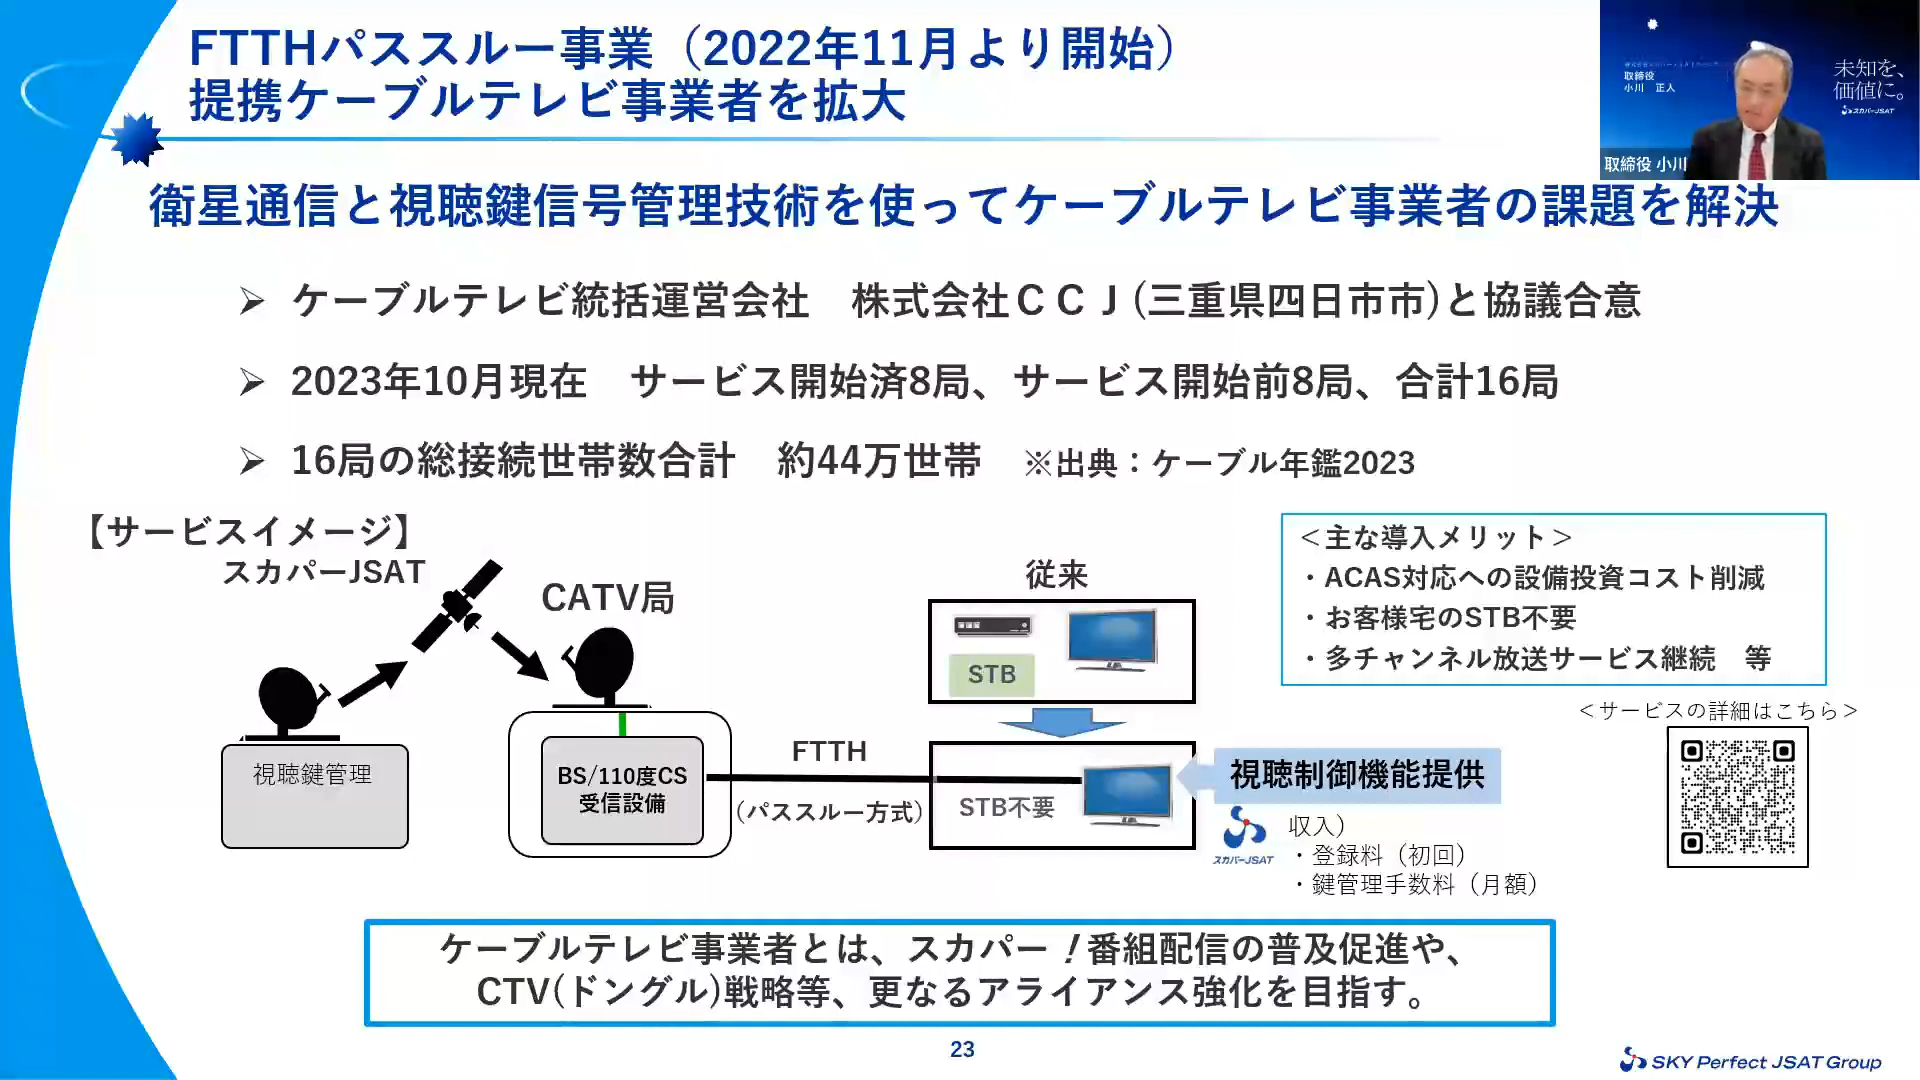 FTTHパススルー事業（2022年11月より開始）
提携ケーブルテレビ事業者を拡大
取締役
小川 正人
未知を、
価値に。
スカパーJSAT
取締役 小川
衛星通信と視聴鍵信号管理技術を使ってケーブルテレビ事業者の課題を解決
➢ ケーブルテレビ統括運営会社　株式会社ＣＣＪ(三重県四日市市)と協議合意
➢ 2023年10月現在　サービス開始済8局、サービス開始前8局、合計16局
➢ 16局の総接続世帯数合計　約44万世帯　※出典：ケーブル年鑑2023
【サービスイメージ】
スカパーJSAT
CATV局
従来
STB
視聴鍵管理
BS/110度CS
受信設備
FTTH
(パススルー方式)
STB不要
視聴制御機能提供
スカパーJSAT
収入）
・登録料（初回）
・鍵管理手数料（月額）
＜主な導入メリット＞
・ACAS対応への設備投資コスト削減
・お客様宅のSTB不要
・多チャンネル放送サービス継続　等
＜サービスの詳細はこちら＞
ケーブルテレビ事業者とは、スカパー！番組配信の普及促進や、
CTV(ドングル)戦略等、更なるアライアンス強化を目指す。
23
SKY Perfect JSAT Group